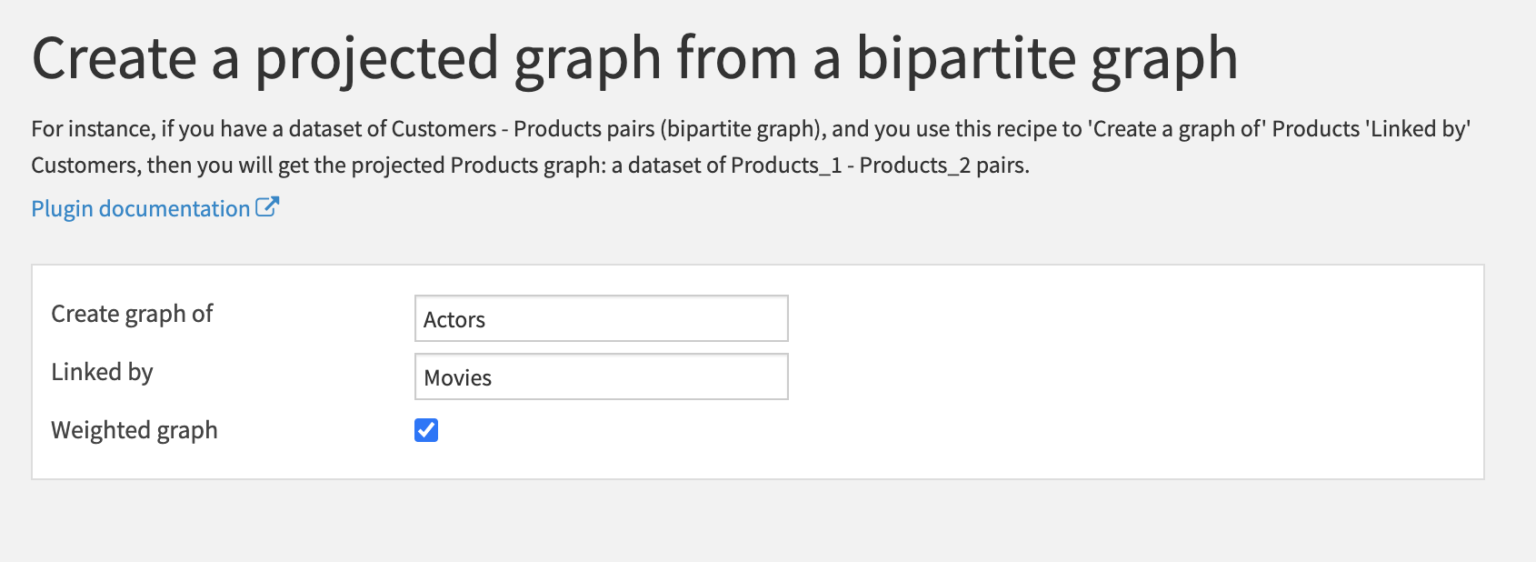 Create a projected graph from a bipartite graph
For instance, if you have a dataset of Customers - Products pairs (bipartite graph), and you use this recipe to 'Create a graph of' Products 'Linked by'
Customers, then you will get the projected Products graph: a dataset of Products_1 - Products_2 pairs.
Plugin documentation
Create graph of
Actors
Linked by
Movies
Weighted graph